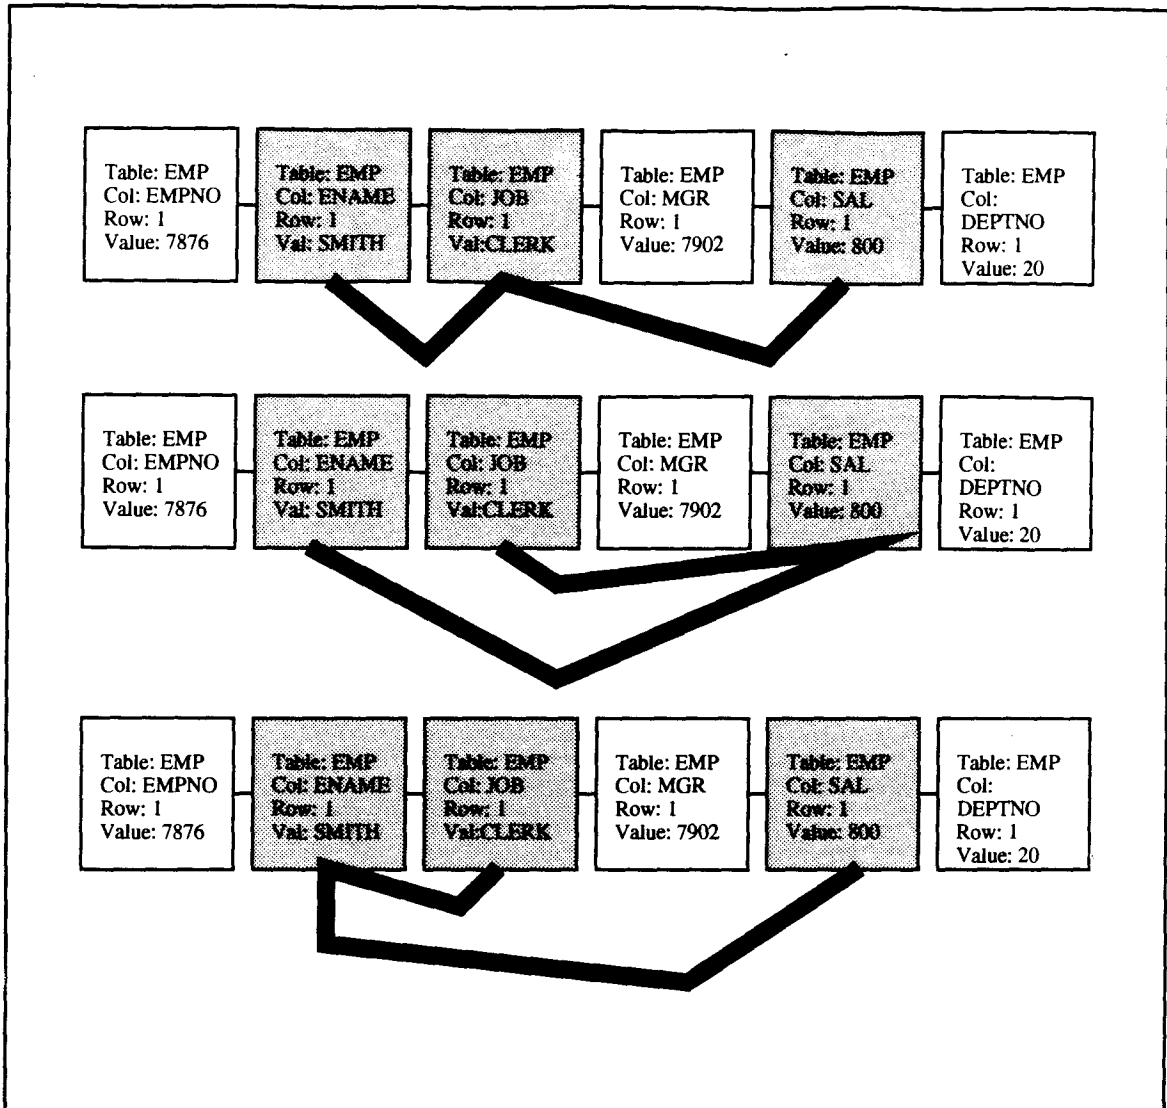 Table: EMP
Col: EMPNO
Row: 1
Value: 7876
Table: EMP
Col: ENAME
Row: 1
Val: SMITH
Table: EMP
Col: JOB
Row: 1
Val:CLERK
Table: EMP
Col: MGR
Row: 1
Value: 7902
Table: EMP
Col: SAL
Row: 1
Value: 800
Table: EMP
Col:
DEPTNO
Row: 1
Value: 20
Table: EMP
Col: EMPNO
Row: 1
Value: 7876
Table: EMP
Col: ENAME
Row: 1
Val: SMITH
Table: EMP
Col: JOB
Row: 1
Val:CLERK
Table: EMP
Col: MGR
Row: 1
Value: 7902
Table: EMP
Col: SAL
Row: 1
Value: 800
Table: EMP
Col:
DEPTNO
Row: 1
Value: 20
Table: EMP
Col: EMPNO
Row: 1
Value: 7876
Table: EMP
Col: ENAME
Row: 1
Val: SMITH
Table: EMP
Col: JOB
Row: 1
Val:CLERK
Table: EMP
Col: MGR
Row: 1
Value: 7902
Table: EMP
Col: SAL
Row: 1
Value: 800
Table: EMP
Col:
DEPTNO
Row: 1
Value: 20